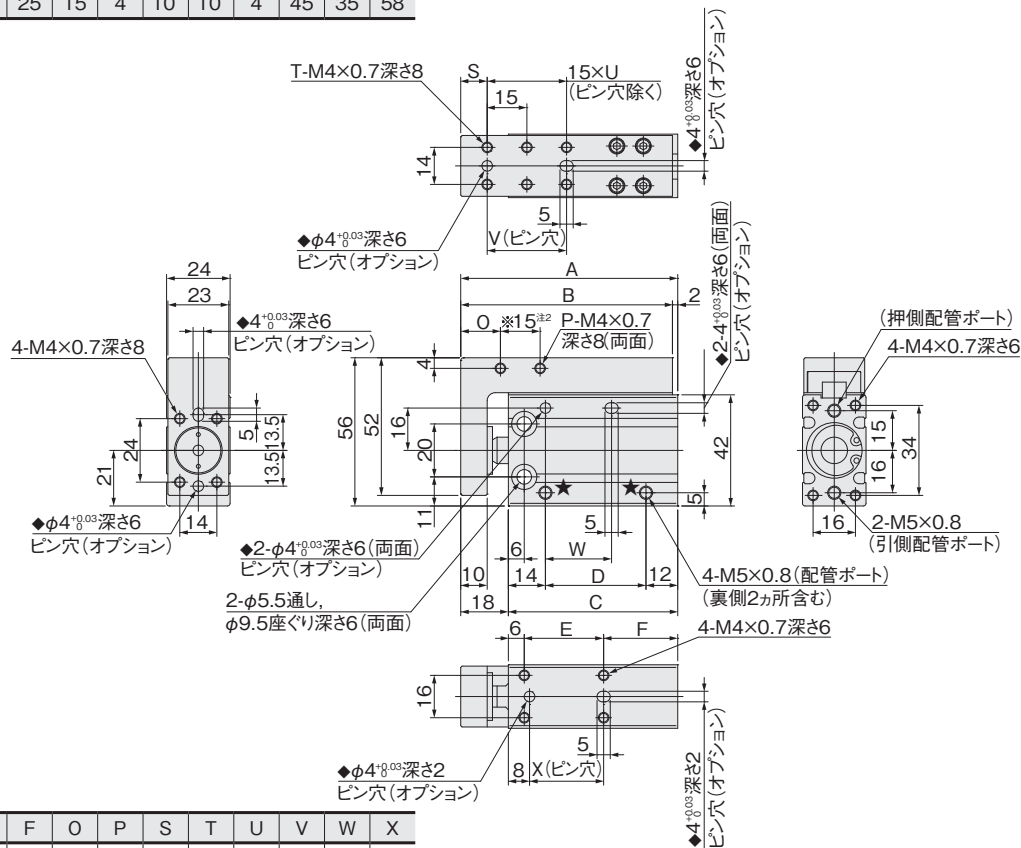 25 15 4 10 10 4 45 35 58
T-M4×0.7深さ8
S
15×U
(ピン穴除く)
15
◆4+0.03 0深さ6
ピン穴(オプション)
14
5
V(ピン穴)
◆φ4+0.03 0深さ6
ピン穴(オプション)
24
23
◆4+0.03 0深さ6
ピン穴(オプション)
4-M4×0.7深さ8
24
21
5
13.5
13.5
14
◆φ4+0.03 0深さ6
ピン穴(オプション)
A
B
2
O
※15注2
P-M4×0.7
深さ8(両面)
◆2-4+0.03 0深さ6(両面)
ピン穴(オプション)
4
56
52
16
20
11
42
5
★
★
5
6
W
10
14
D
12
18
C
◆2-φ4+0.03 0深さ6(両面)
ピン穴(オプション)
2-φ5.5通し,
φ9.5座ぐり深さ6(両面)
4-M5×0.8(配管ポート)
(裏側2ヵ所含む)
(押側配管ポート)
4-M4×0.7深さ6
15
16
34
16
2-M5×0.8
(引側配管ポート)
6
E
F
4-M4×0.7深さ6
16
5
8
X(ピン穴)
◆φ4+0.03 0深さ2
ピン穴(オプション)
◆4+0.03 0深さ2
ピン穴(オプション)
F O P S T U V W X